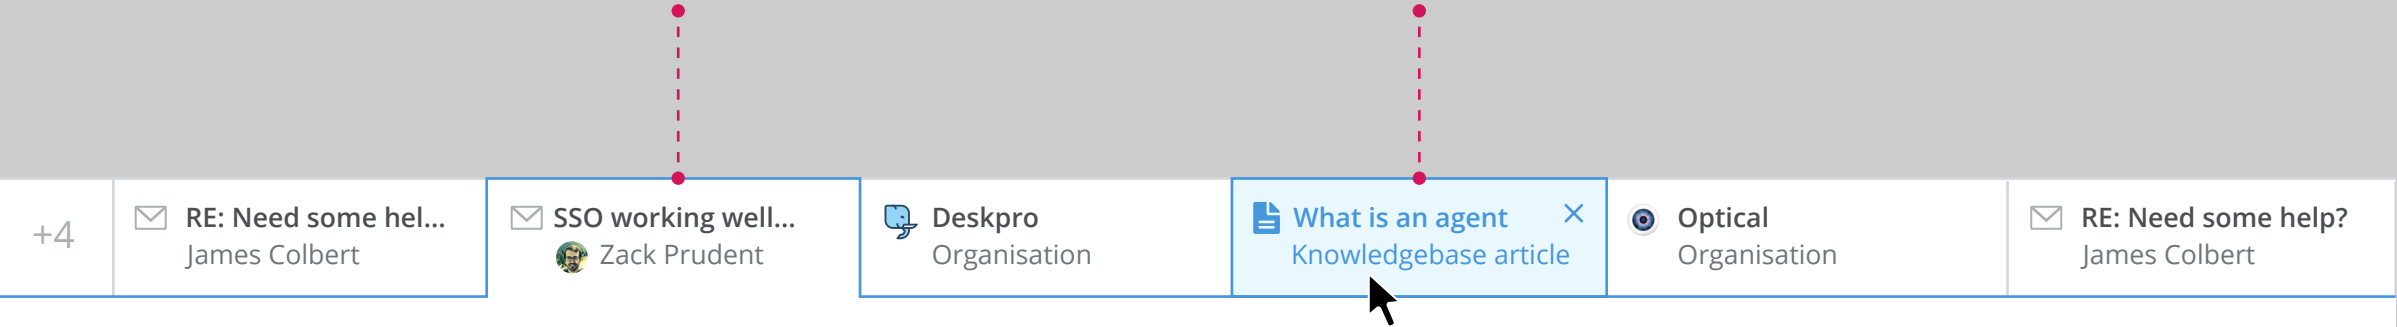 +4
RE: Need some hel...
James Colbert
SSO working well...
Zack Prudent
Deskpro
Organisation
What is an agent
Knowledgebase article
Optical
Organisation
RE: Need some help?
James Colbert